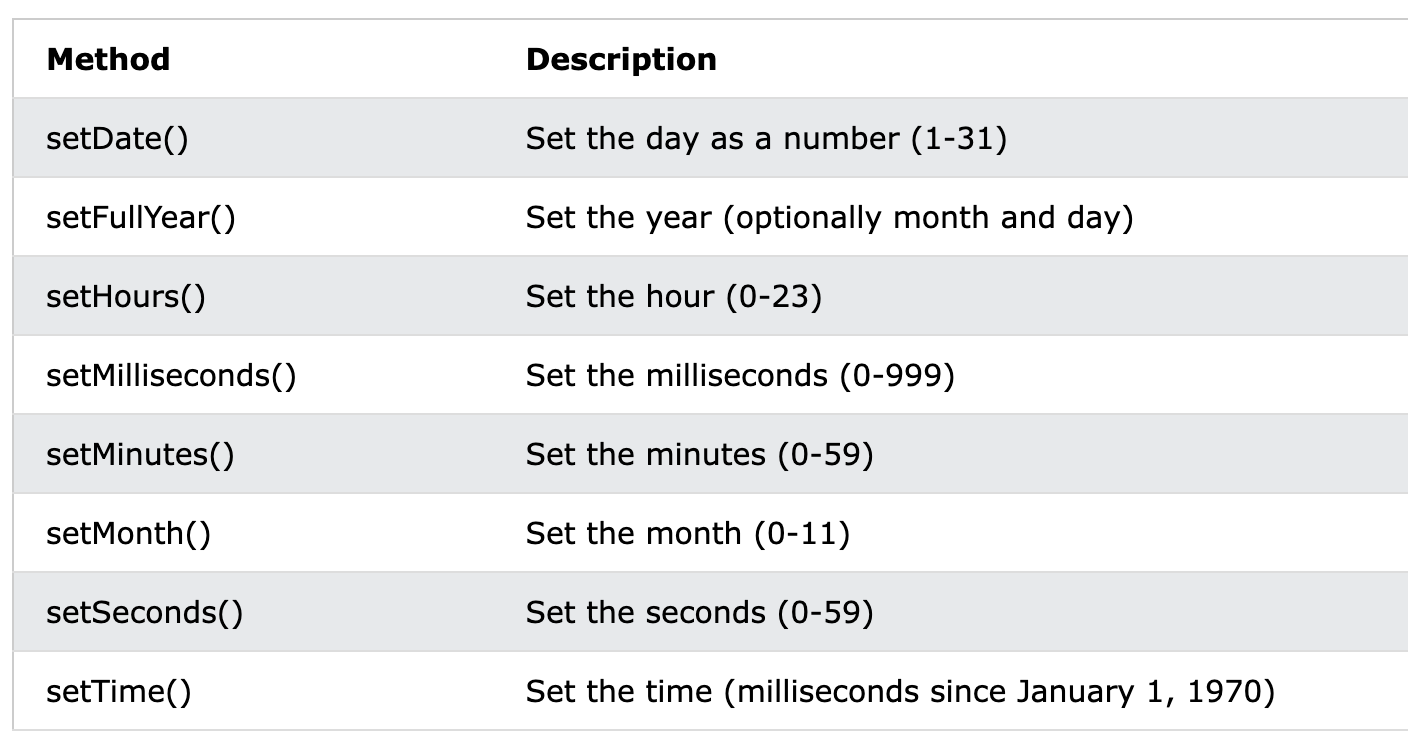 Method Description
setDate() Set the day as a number (1-31)
setFullYear() Set the year (optionally month and day)
setHours() Set the hour (0-23)
setMilliseconds() Set the milliseconds (0-999)
setMinutes() Set the minutes (0-59)
setMonth() Set the month (0-11)
setSeconds() Set the seconds (0-59)
setTime() Set the time (milliseconds since January 1, 1970)